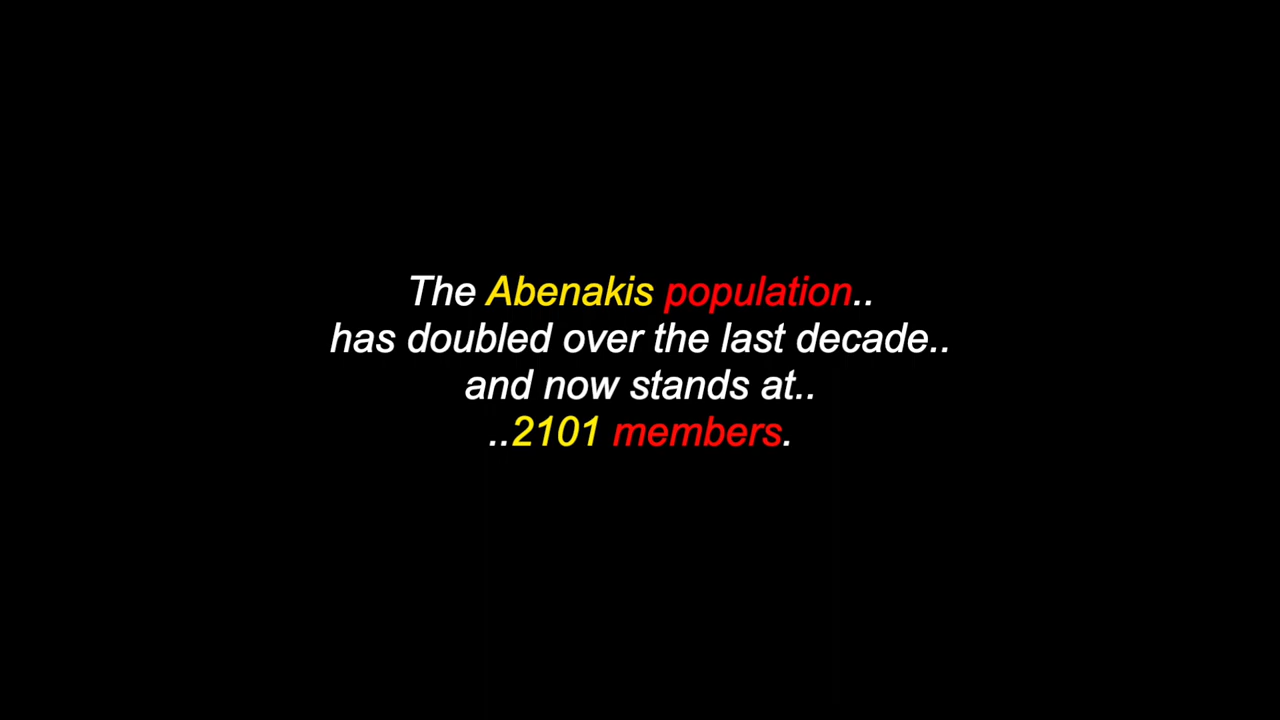 The Abenakis population..
has doubled over the last decade..
and now stands at..
..2101 members.